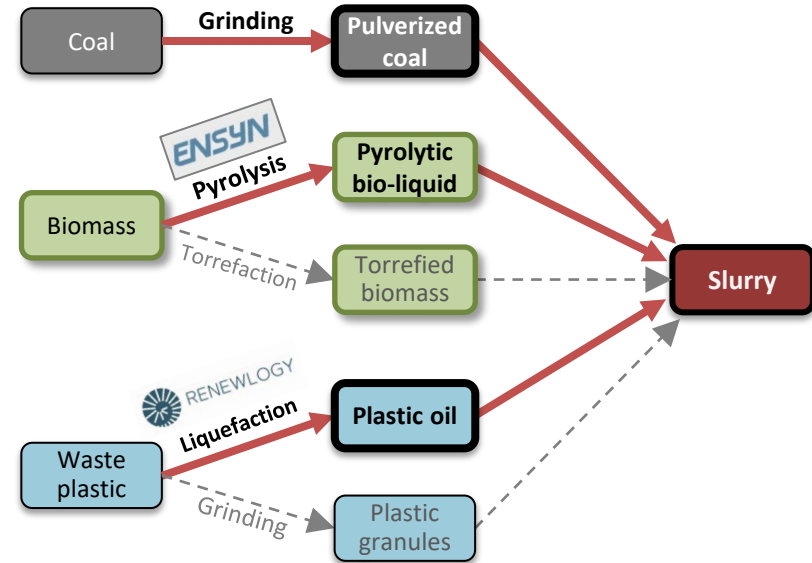 Coal
Grinding
Pulverized
coal
ENSYN
Pyrolysis
Pyrolytic
bio-liquid
Biomass
Torrefaction
Torrefied
biomass
Slurry
RENEWLOGY
Liquefaction
Plastic oil
Waste
plastic
Grinding
Plastic
granules